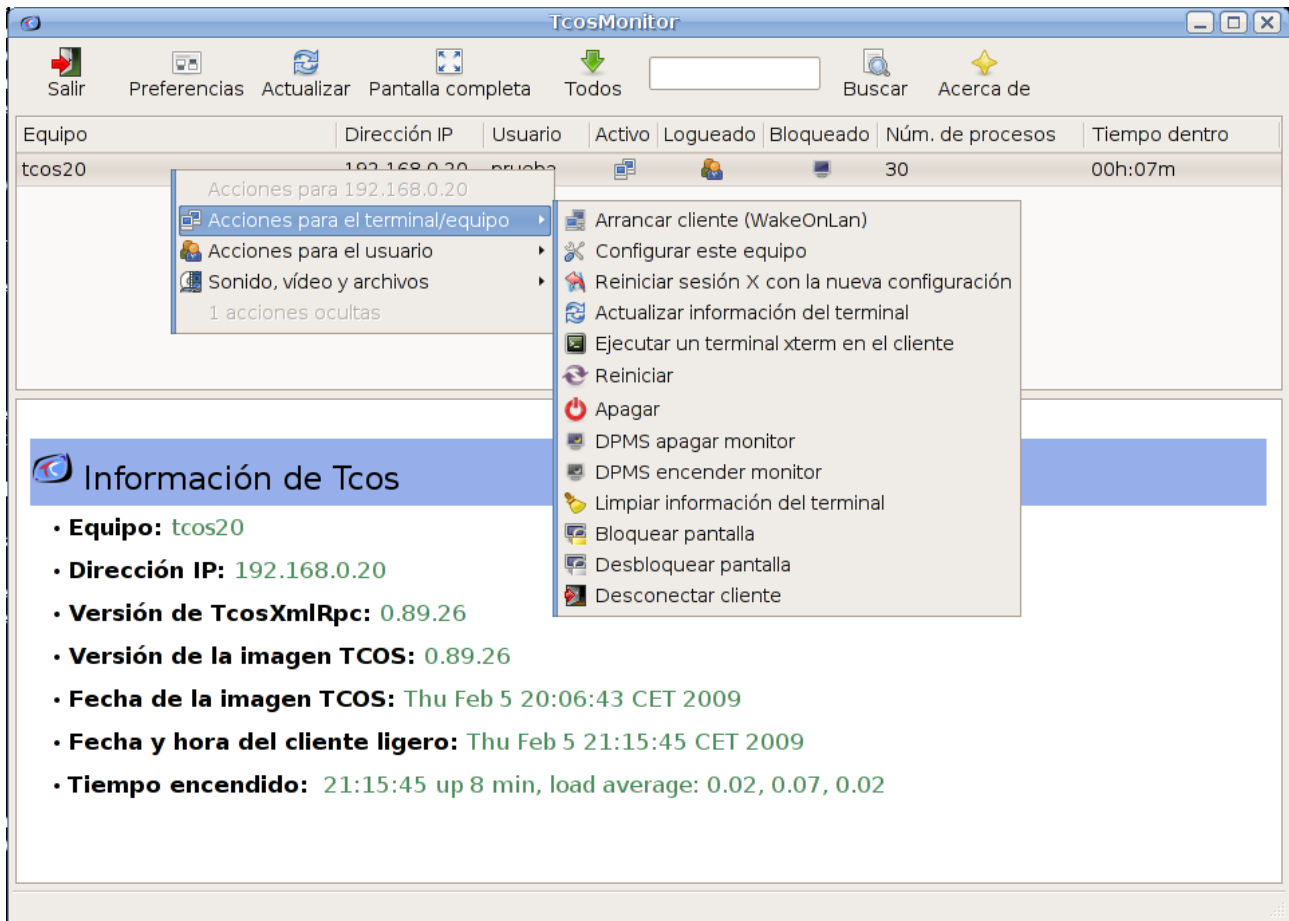 TcosMonitor
Salir Preferencias Actualizar Pantalla completa Todos Buscar Acerca de
Equipo Dirección IP Usuario Activo Logueado Bloqueado Núm. de procesos Tiempo dentro
tcos20 192.168.0.20 prueba 30 00h:07m
Acciones para 192.168.0.20
Acciones para el terminal/equipo
Acciones para el usuario
Sonido, vídeo y archivos
1 acciones ocultas
Arrancar cliente (WakeOnLan)
Configurar este equipo
Reiniciar sesión X con la nueva configuración
Actualizar información del terminal
Ejecutar un terminal xterm en el cliente
Reiniciar
Apagar
DPMS apagar monitor
DPMS encender monitor
Limpiar información del terminal
Bloquear pantalla
Desbloquear pantalla
Desconectar cliente
Información de Tcos
• Equipo: tcos20
• Dirección IP: 192.168.0.20
• Versión de TcosXmlRpc: 0.89.26
• Versión de la imagen TCOS: 0.89.26
• Fecha de la imagen TCOS: Thu Feb 5 20:06:43 CET 2009
• Fecha y hora del cliente ligero: Thu Feb 5 21:15:45 CET 2009
• Tiempo encendido: 21:15:45 up 8 min, load average: 0.02, 0.07, 0.02